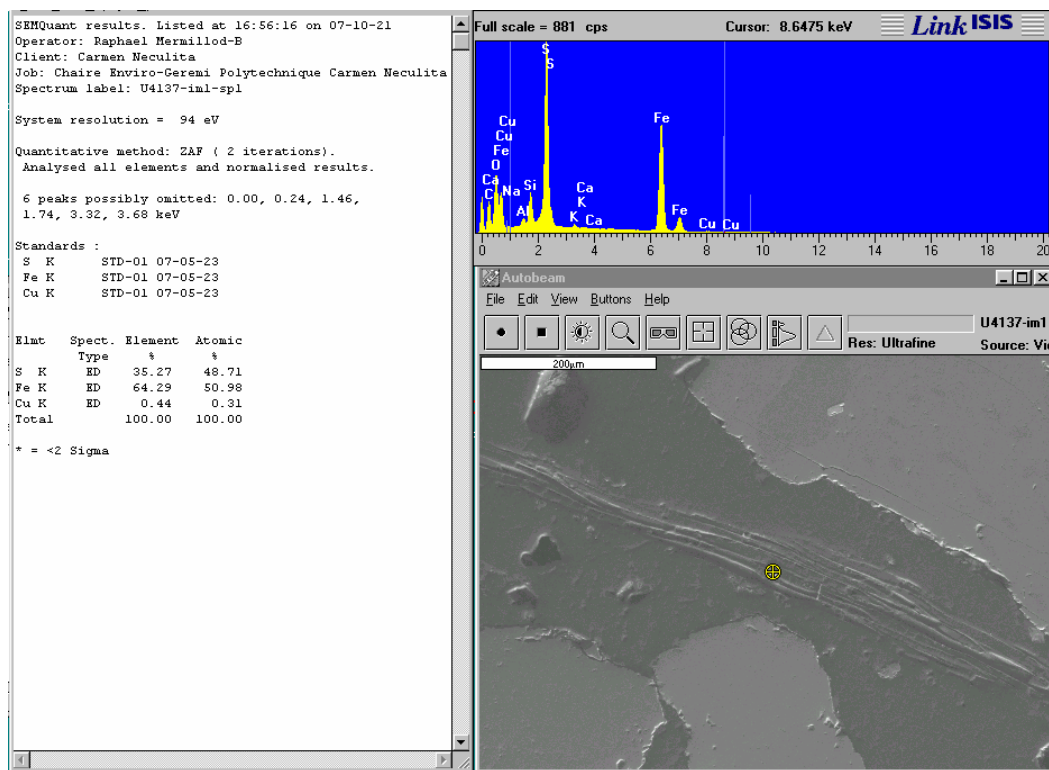 SEMQuant results. Listed at 16:56:16 on 07-10-21
Operator: Raphael Mermillod-B
Client: Carmen Neculita
Job: Chaire Enviro-Geremi Polytechnique Carmen Neculita
Spectrum label: U4137-im1-sp1
System resolution = 94 eV
Quantitative method: ZAF ( 2 iterations).
Analysed all elements and normalised results.
6 peaks possibly omitted: 0.00, 0.24, 1.46,
1.74, 3.32, 3.68 keV
Standards :
S K STD-01 07-05-23
Fe K STD-01 07-05-23
Cu K STD-01 07-05-23
Elmt Spect. Element Atomic
Type % %
S K ED 35.27 48.71
Fe K ED 64.29 50.98
Cu K ED 0.44 0.31
Total 100.00 100.00
* = <2 Sigma
Full scale = 881 cps Cursor: 8.6475 keV Link ISIS
S
S
Cu
Cu
Fe
O
Ca
C
Na
Al
Si
Ca
K
K
Ca
Fe
Fe
Cu
Cu
0 2 4 6 8 10 12 14 16 18 20
Autobeam
File Edit View Buttons Help
U4137-im1
Res: Ultrafine
Source: Vi
200µm